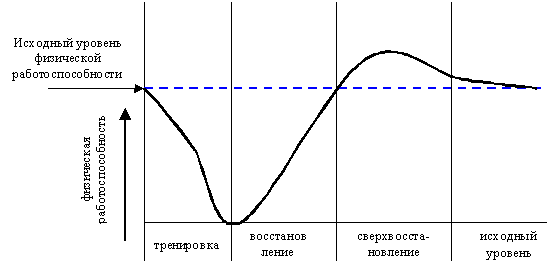 Исходный уровень
физической
работоспособности
физическая
работоспособность
тренировка
восстанов
ление
сверхвосста-
новление
исходный
уровень